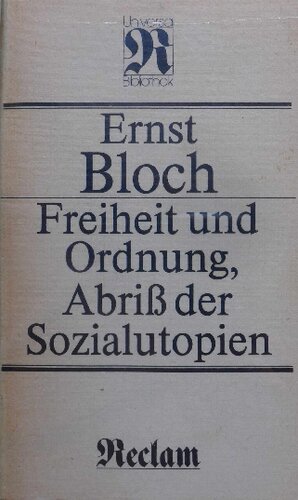 Universal
R
Bibliothek
Ernst
Bloch
Freiheit und
Ordnung,
Abriß der
Sozialutopien
Reclam